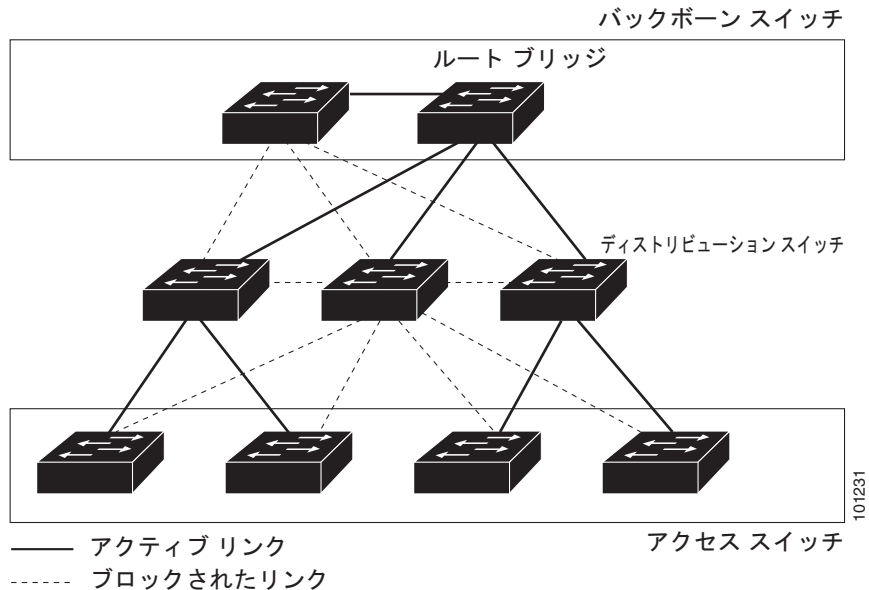 バックボーン スイッチ
ルート ブリッジ
ディストリビューション スイッチ
101231
アクセス スイッチ
アクティブ リンク
ブロックされたリンク